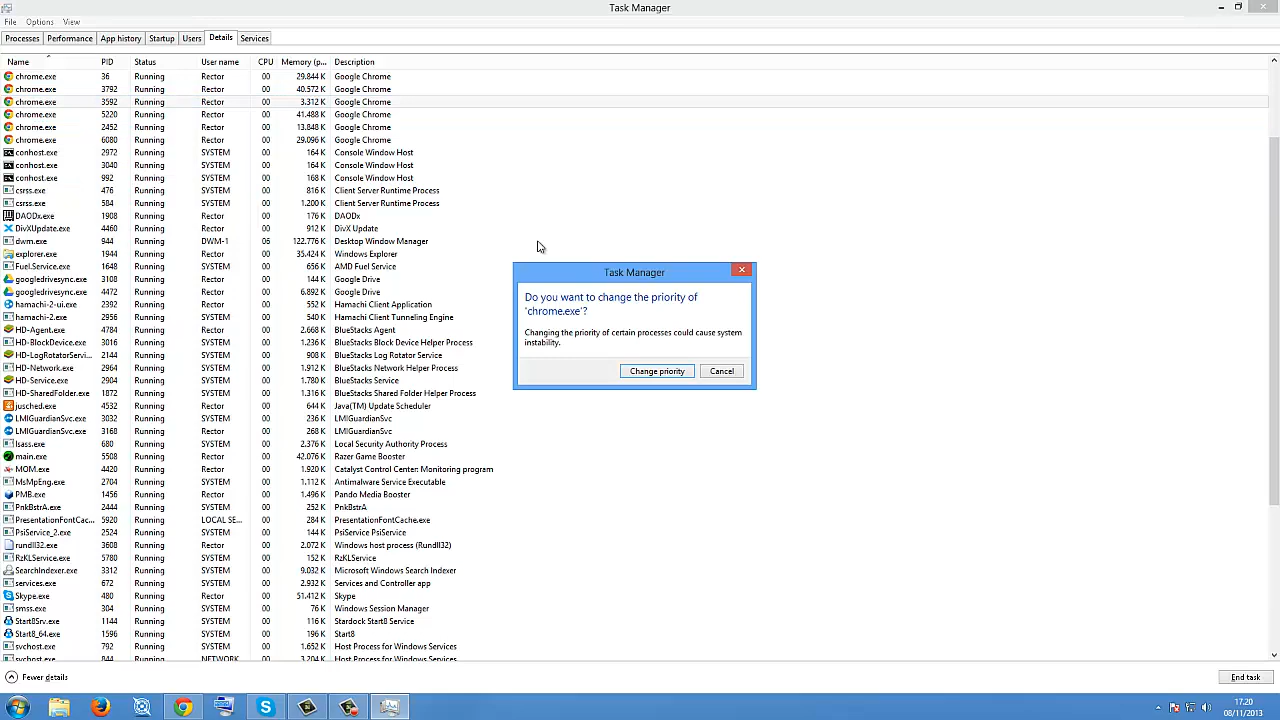 Task Manager
File Options View
Processes Performance App history Startup Users Details Services
Name PID Status User name CPU Memory (p... Description
chrome.exe 36 Running Rector 00 29.844 K Google Chrome
chrome.exe 3792 Running Rector 00 40.572 K Google Chrome
chrome.exe 3592 Running Rector 00 3.312 K Google Chrome
chrome.exe 5220 Running Rector 00 41.488 K Google Chrome
chrome.exe 2452 Running Rector 00 13.848 K Google Chrome
chrome.exe 6080 Running Rector 00 29.096 K Google Chrome
conhost.exe 2972 Running SYSTEM 00 164 K Console Window Host
conhost.exe 3040 Running SYSTEM 00 164 K Console Window Host
conhost.exe 992 Running SYSTEM 00 168 K Console Window Host
csrss.exe 476 Running SYSTEM 00 816 K Client Server Runtime Process
csrss.exe 584 Running SYSTEM 00 1.200 K Client Server Runtime Process
DAODx.exe 1908 Running Rector 00 176 K DAODx
DivXUpdate.exe 4460 Running Rector 00 912 K DivX Update
dwm.exe 944 Running DWM-1 06 122.776 K Desktop Window Manager
explorer.exe 1944 Running Rector 00 35.424 K Windows Explorer
Fuel.Service.exe 1648 Running SYSTEM 00 656 K AMD Fuel Service
googledrivesync.exe 3108 Running Rector 00 144 K Google Drive
googledrivesync.exe 4472 Running Rector 00 6.892 K Google Drive
hamachi-2-ui.exe 2392 Running Rector 00 552 K Hamachi Client Application
hamachi-2.exe 2956 Running SYSTEM 00 540 K Hamachi Client Tunneling Engine
HD-Agent.exe 4784 Running Rector 00 2.668 K BlueStacks Agent
HD-BlockDevice.exe 3016 Running SYSTEM 00 1.236 K BlueStacks Block Device Helper Process
HD-LogRotatorServi... 2144 Running SYSTEM 00 908 K BlueStacks Log Rotator Service
HD-Network.exe 2964 Running SYSTEM 00 1.912 K BlueStacks Network Helper Process
HD-Service.exe 2904 Running SYSTEM 00 1.780 K BlueStacks Service
HD-SharedFolder.exe 1872 Running SYSTEM 00 1.316 K BlueStacks Shared Folder Helper Process
jusched.exe 4532 Running Rector 00 644 K Java(TM) Update Scheduler
LMIGuardianSvc.exe 3032 Running SYSTEM 00 236 K LMIGuardianSvc
LMIGuardianSvc.exe 3168 Running Rector 00 268 K LMIGuardianSvc
lsass.exe 680 Running SYSTEM 00 2.376 K Local Security Authority Process
main.exe 5508 Running Rector 00 42.076 K Razer Game Booster
MOM.exe 4420 Running Rector 00 1.920 K Catalyst Control Center: Monitoring program
MsMpEng.exe 2704 Running SYSTEM 00 1.112 K Antimalware Service Executable
PMB.exe 1456 Running Rector 00 1.496 K Pando Media Booster
PnkBstrA.exe 2444 Running SYSTEM 00 252 K PnkBstrA
PresentationFontCac... 5920 Running LOCAL SE... 00 284 K PresentationFontCache.exe
PsiService_2.exe 2524 Running SYSTEM 00 144 K PsiService PsiService
rundll32.exe 3608 Running Rector 00 2.072 K Windows host process (Rundll32)
RzKLService.exe 5780 Running SYSTEM 00 152 K RzKLService
SearchIndexer.exe 3312 Running SYSTEM 00 9.032 K Microsoft Windows Search Indexer
services.exe 672 Running SYSTEM 00 2.932 K Services and Controller app
Skype.exe 480 Running Rector 00 51.412 K Skype
smss.exe 304 Running SYSTEM 00 76 K Windows Session Manager
Start8Srv.exe 1144 Running SYSTEM 00 116 K Stardock Start8 Service
Start8_64.exe 1596 Running SYSTEM 00 196 K Start8
svchost.exe 792 Running SYSTEM 00 1.652 K Host Process for Windows Services
svchost.exe 844 Running NETWORK 00 3.204 K Host Process for Windows Services
Task Manager
Do you want to change the priority of
'chrome.exe'?
Changing the priority of certain processes could cause system
instability.
Change priority Cancel
Fewer details End task
17.20
08/11/2013